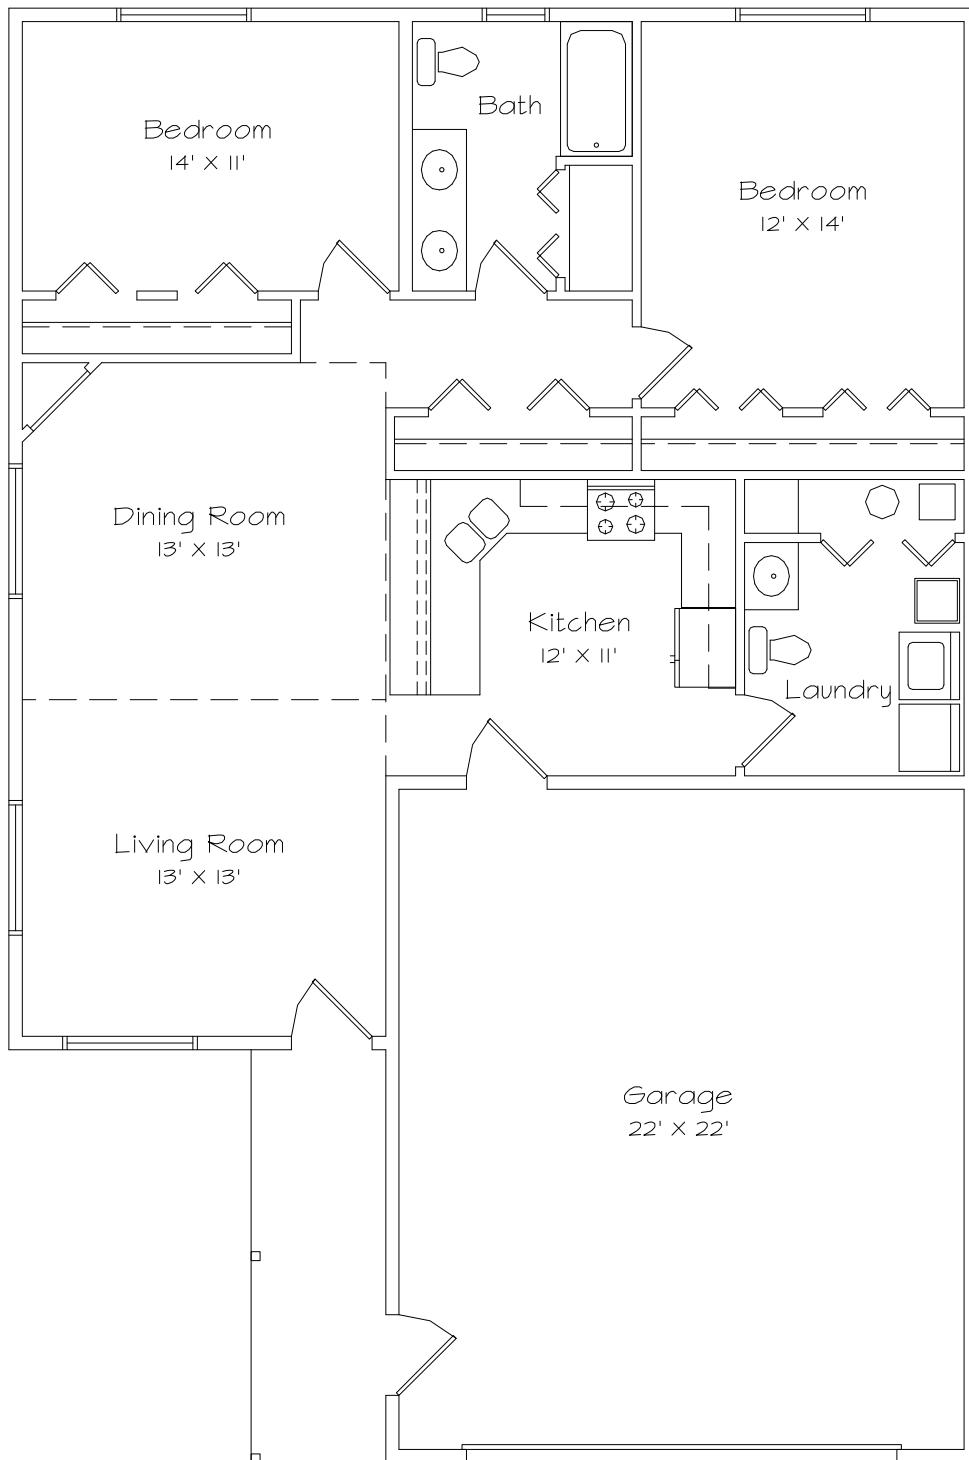 Bath
Bedroom
14' X 11'
Bedroom
12' X 14'
Dining Room
13' X 13'
Kitchen
12' X 11'
Laundry
Living Room
13' X 13'
Garage
22' X 22'